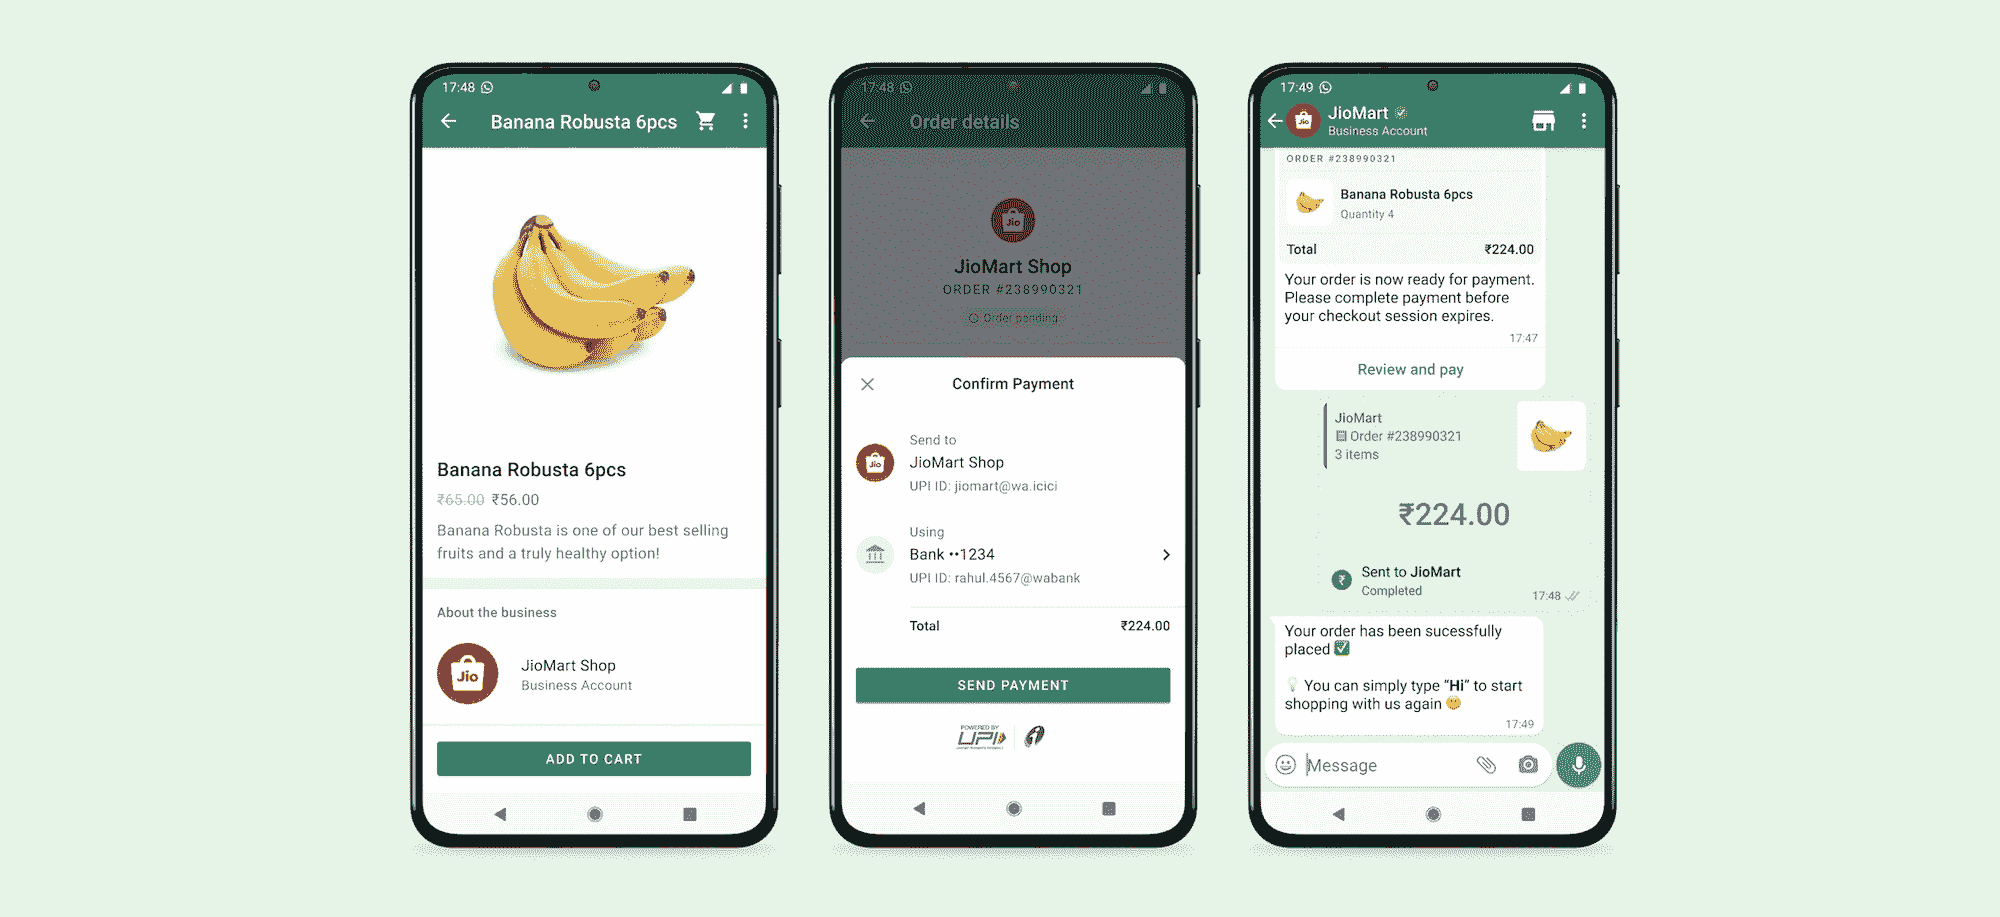 17:48
Banana Robusta 6pcs
Banana Robusta 6pcs
₹65.00 ₹56.00
Banana Robusta is one of our best selling
fruits and a truly healthy option!
About the business
Jio
JioMart Shop
Business Account
ADD TO CART
17:48
Order details
Jio
JioMart Shop
ORDER #238990321
Order pending
Confirm Payment
Send to
Jio
JioMart Shop
UPI ID: jiomart@wa.icici
Using
Bank ••1234
UPI ID: rahul.4567@wabank
Total ₹224.00
SEND PAYMENT
POWERED BY
UPI
17:49
Jio
JioMart
Business Account
ORDER #238990321
Banana Robusta 6pcs
Quantity 4
Total ₹224.00
Your order is now ready for payment.
Please complete payment before
your checkout session expires.
17:47
Review and pay
JioMart
Order #238990321
3 items
₹224.00
₹
Sent to JioMart
Completed
17:48
Your order has been sucessfully
placed ✅
💡 You can simply type “Hi” to start
shopping with us again
17:49
Message